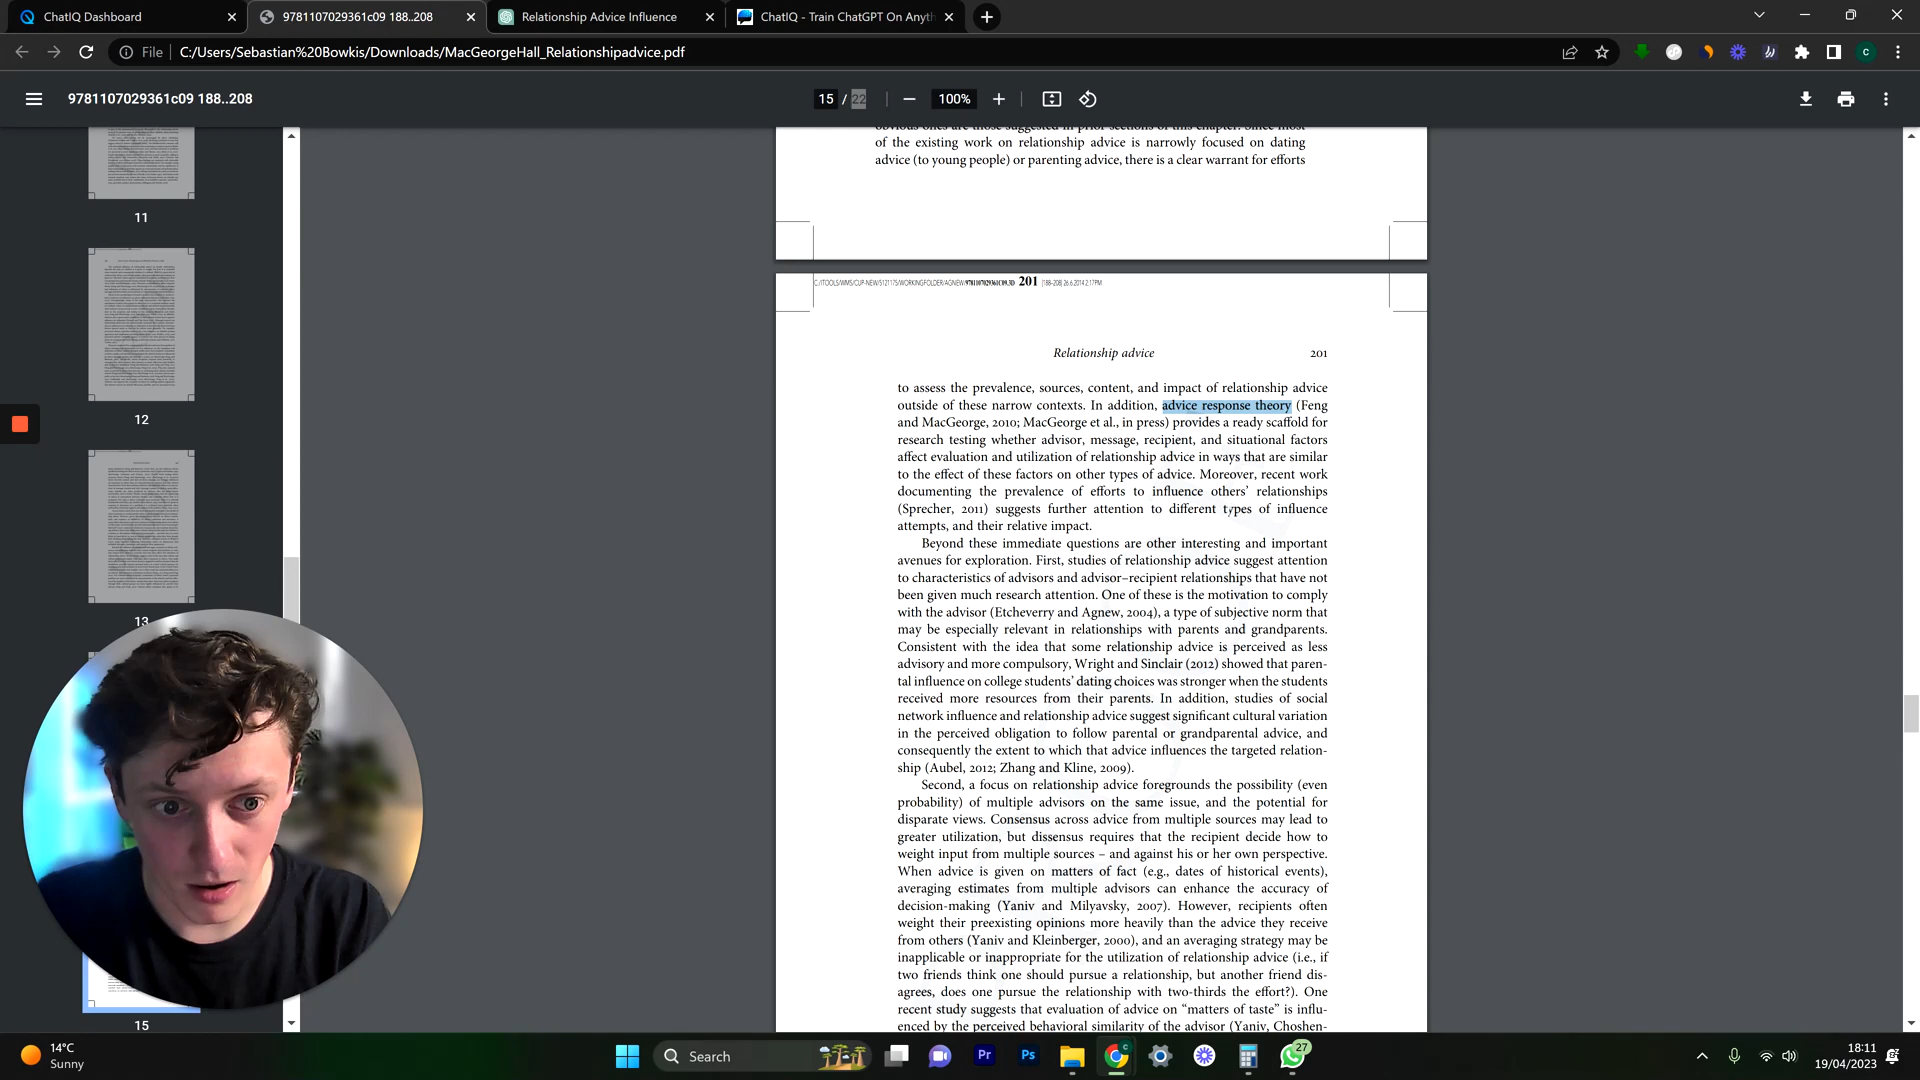 ChatIQ Dashboard
9781107029361c09 188..208
Relationship Advice Influence
ChatIQ - Train ChatGPT On Anyth
File
C:/Users/Sebastian%20Bowkis/Downloads/MacGeorgeHall_Relationshipadvice.pdf
9781107029361c09 188..208
15 / 22
100%
11
12
13
15
of the existing work on relationship advice is narrowly focused on dating
advice (to young people) or parenting advice, there is a clear warrant for efforts
201
Relationship advice
201
to assess the prevalence, sources, content, and impact of relationship advice
outside of these narrow contexts. In addition, advice response theory (Feng
and MacGeorge, 2010; MacGeorge et al., in press) provides a ready scaffold for
research testing whether advisor, message, recipient, and situational factors
affect evaluation and utilization of relationship advice in ways that are similar
to the effect of these factors on other types of advice. Moreover, recent work
documenting the prevalence of efforts to influence others' relationships
(Sprecher, 2011) suggests further attention to different types of influence
attempts, and their relative impact.
Beyond these immediate questions are other interesting and important
avenues for exploration. First, studies of relationship advice suggest attention
to characteristics of advisors and advisor–recipient relationships that have not
been given much research attention. One of these is the motivation to comply
with the advisor (Etcheverry and Agnew, 2004), a type of subjective norm that
may be especially relevant in relationships with parents and grandparents.
Consistent with the idea that some relationship advice is perceived as less
advisory and more compulsory, Wright and Sinclair (2012) showed that paren-
tal influence on college students' dating choices was stronger when the students
received more resources from their parents. In addition, studies of social
network influence and relationship advice suggest significant cultural variation
in the perceived obligation to follow parental or grandparental advice, and
consequently the extent to which that advice influences the targeted relation-
ship (Aubel, 2012; Zhang and Kline, 2009).
Second, a focus on relationship advice foregrounds the possibility (even
probability) of multiple advisors on the same issue, and the potential for
disparate views. Consensus across advice from multiple sources may lead to
greater utilization, but dissensus requires that the recipient decide how to
weight input from multiple sources – and against his or her own perspective.
When advice is given on matters of fact (e.g., dates of historical events),
averaging estimates from multiple advisors can enhance the accuracy of
decision-making (Yaniv and Milyavsky, 2007). However, recipients often
weight their preexisting opinions more heavily than the advice they receive
from others (Yaniv and Kleinberger, 2000), and an averaging strategy may be
inapplicable or inappropriate for the utilization of relationship advice (i.e., if
two friends think one should pursue a relationship, but another friend dis-
agrees, does one pursue the relationship with two-thirds the effort?). One
recent study suggests that evaluation of advice on “matters of taste” is influ-
enced by the perceived behavioral similarity of the advisor (Yaniv, Choshen-
14°C
Sunny
Search
Pr
Ps
27
18:11
19/04/2023